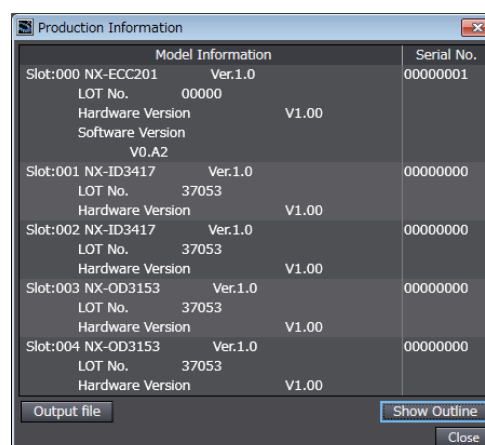 Production Information
Model Information Serial No.
Slot:000 NX-ECC201 Ver.1.0 00000001
LOT No. 00000
Hardware Version V1.00
Software Version
V0.A2
Slot:001 NX-ID3417 Ver.1.0 00000000
LOT No. 37053
Hardware Version V1.00
Slot:002 NX-ID3417 Ver.1.0 00000000
LOT No. 37053
Hardware Version V1.00
Slot:003 NX-OD3153 Ver.1.0 00000000
LOT No. 37053
Hardware Version V1.00
Slot:004 NX-OD3153 Ver.1.0 00000000
LOT No. 37053
Hardware Version V1.00
Output file Show Outline
Close